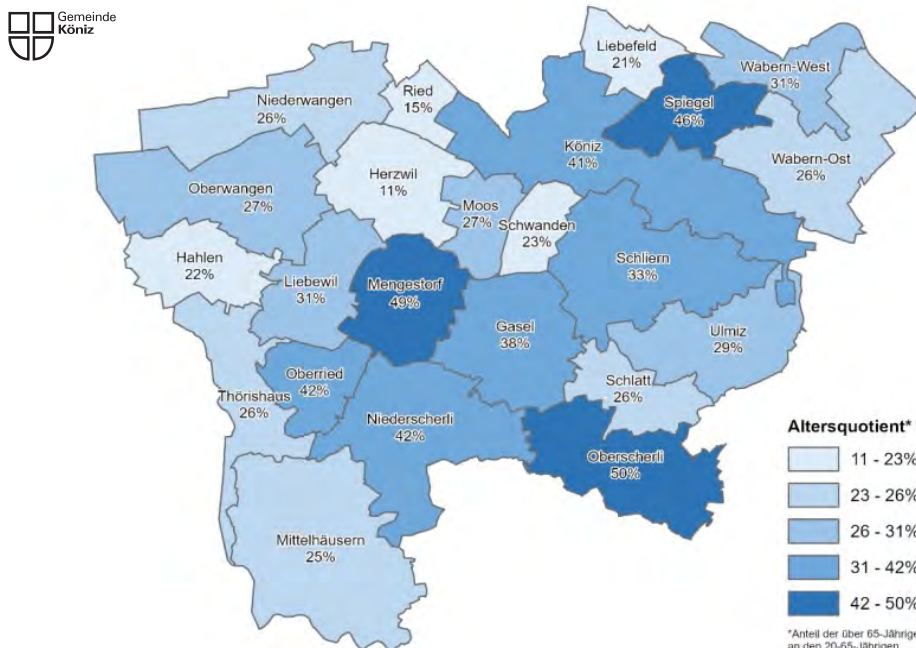 Gemeinde
Köniz
Liebefeld
21%
Wabern-West
31%
Niederwangen
26%
Ried
15%
Spiegel
46%
Köniz
41%
Wabern-Ost
26%
Herzwil
11%
Oberwangen
27%
Moos
27%
Schwanden
23%
Hahlen
22%
Liebewil
31%
Mengestorf
49%
Schliern
33%
Gasel
38%
Ulmiz
29%
Oberried
42%
Thörishaus
26%
Schlatt
26%
Niederscherli
42%
Oberscherli
50%
Mittelhäusern
25%
Altersquotient*
11 - 23%
23 - 26%
26 - 31%
31 - 42%
42 - 50%
*Anteil der über 65-Jährige
an den 20-65-Jährigen